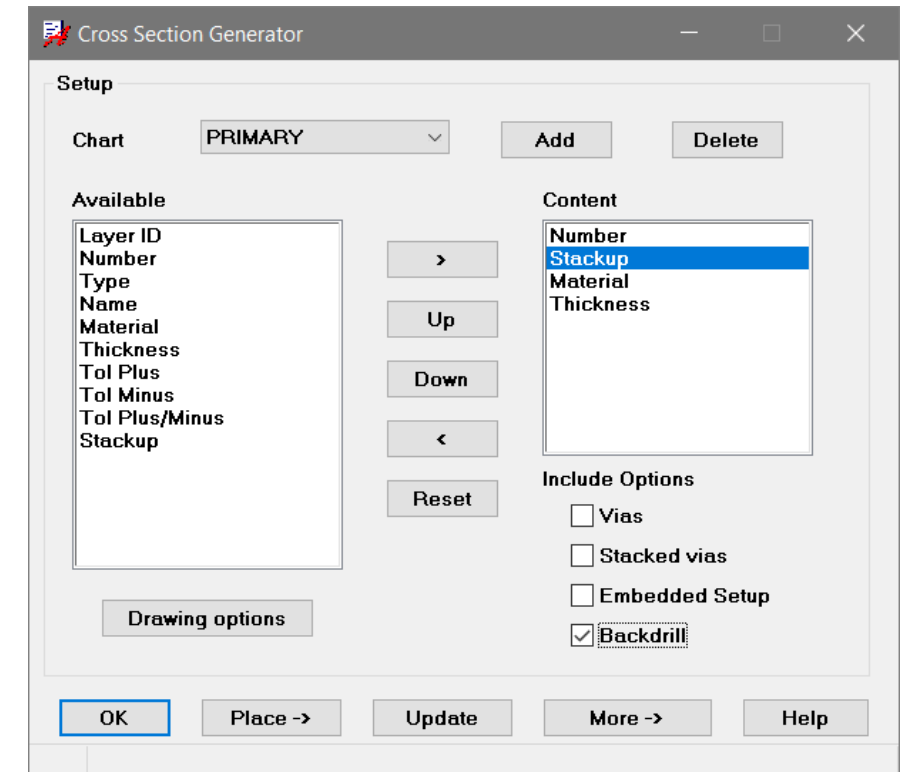 Cross Section Generator
Setup
Chart
PRIMARY
Add
Delete
Available
Layer ID
Number
Type
Name
Material
Thickness
Tol Plus
Tol Minus
Tol Plus/Minus
Stackup
>
Up
Down
<
Reset
Content
Number
Stackup
Material
Thickness
Include Options
Vias
Stacked vias
Embedded Setup
Backdrill
Drawing options
OK
Place ->
Update
More ->
Help